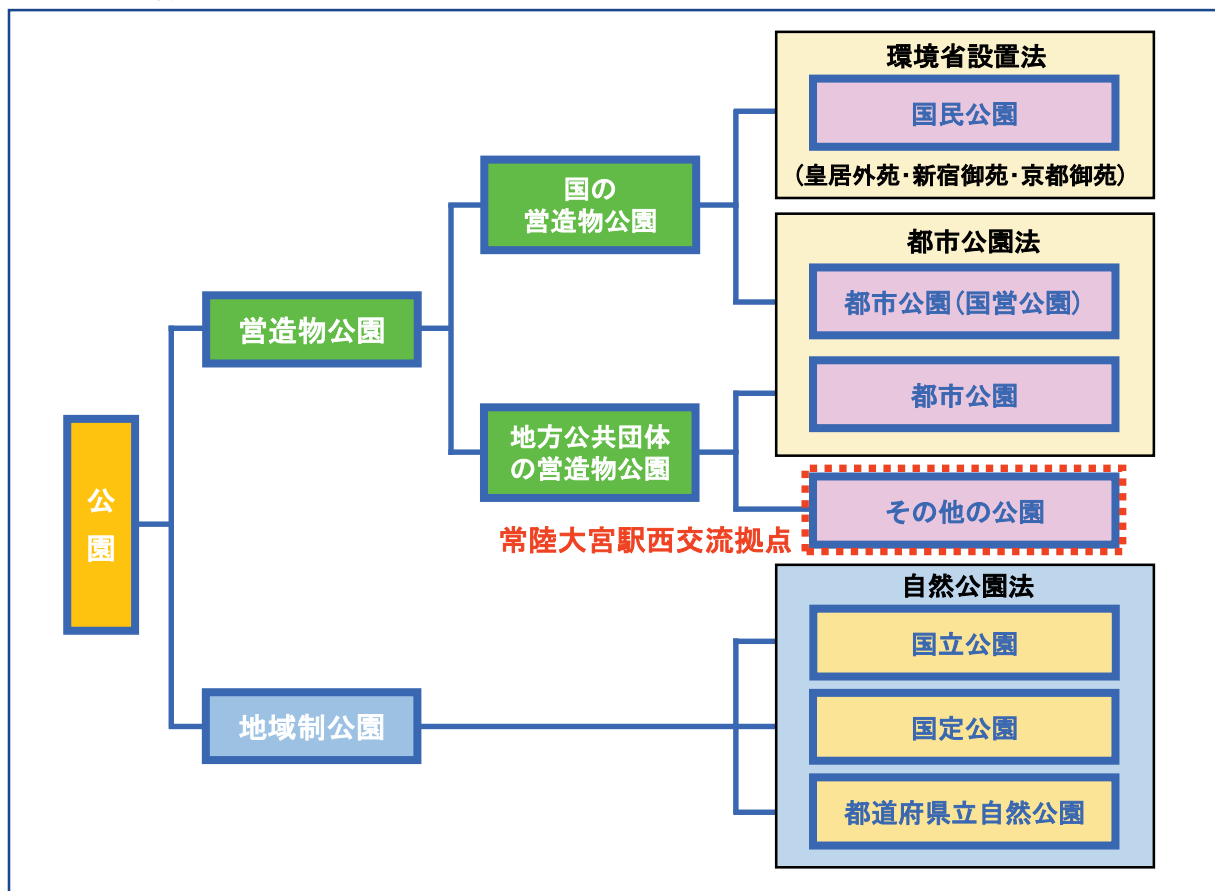 公
園
営造物公園
国の
営造物公園
環境省設置法
国民公園
(皇居外苑・新宿御苑・京都御苑)
都市公園法
都市公園(国営公園)
地方公共団体
の営造物公園
都市公園
その他の公園
常陸大宮駅西交流拠点
地域制公園
自然公園法
国立公園
国定公園
都道府県立自然公園